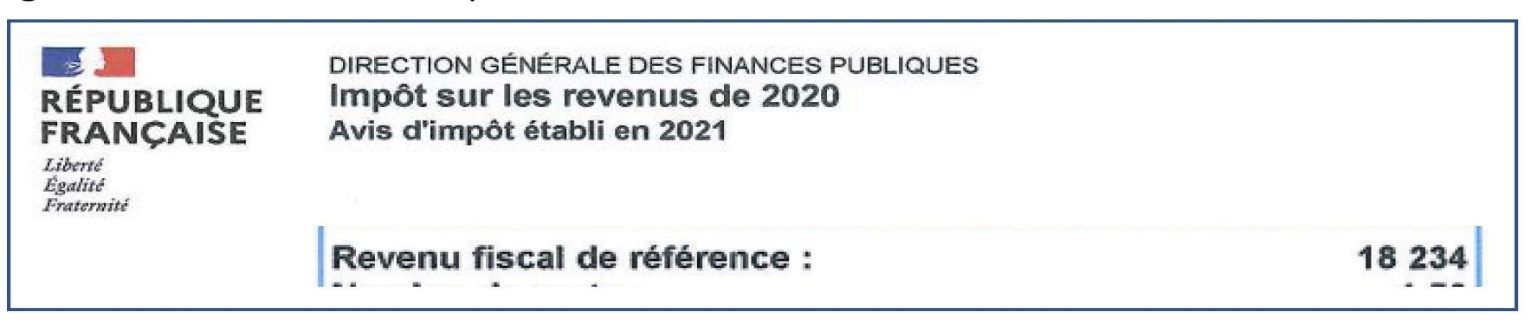 RÉPUBLIQUE
FRANÇAISE
Liberté
Égalité
Fraternité
DIRECTION GÉNÉRALE DES FINANCES PUBLIQUES
Impôt sur les revenus de 2020
Avis d'impôt établi en 2021
Revenu fiscal de référence : 18 234